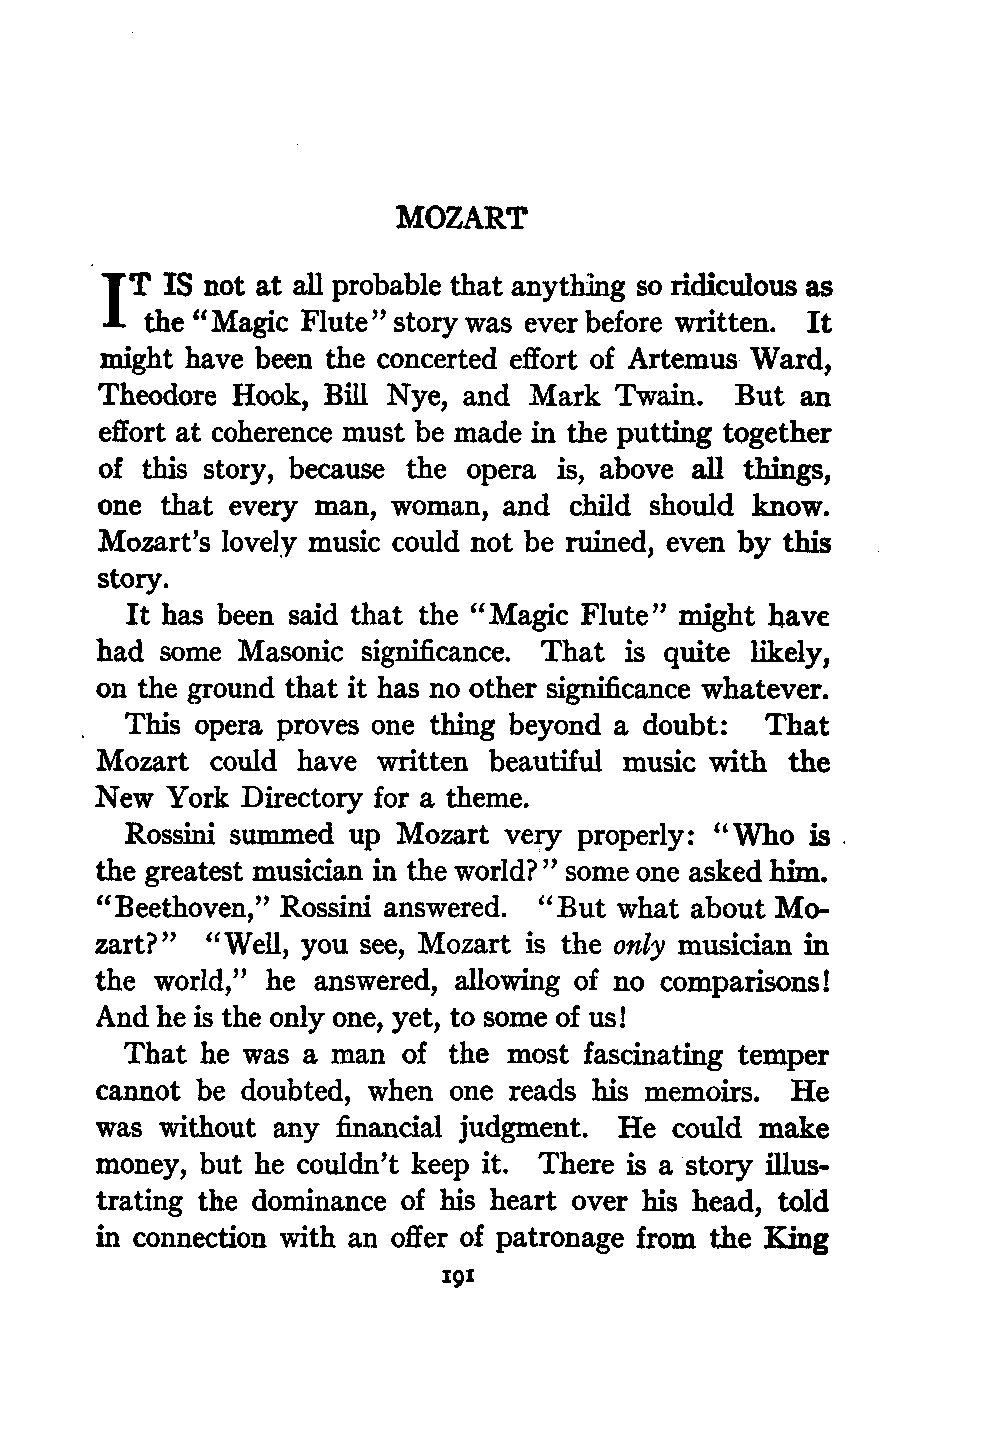 MOZART
IT IS not at all probable that anything so ridiculous as
the "Magic Flute" story was ever before written. It
might have been the concerted effort of Artemus Ward,
Theodore Hook, Bill Nye, and Mark Twain. But an
effort at coherence must be made in the putting together
of this story, because the opera is, above all things,
one that every man, woman, and child should know.
Mozart's lovely music could not be ruined, even by this
story.
It has been said that the "Magic Flute" might have
had some Masonic significance. That is quite likely,
on the ground that it has no other significance whatever.
This opera proves one thing beyond a doubt: That
Mozart could have written beautiful music with the
New York Directory for a theme.
Rossini summed up Mozart very properly: "Who is
the greatest musician in the world?" some one asked him.
"Beethoven," Rossini answered. "But what about Mo-
zart?" "Well, you see, Mozart is the only musician in
the world," he answered, allowing of no comparisons!
And he is the only one, yet, to some of us!
That he was a man of the most fascinating temper
cannot be doubted, when one reads his memoirs. He
was without any financial judgment. He could make
money, but he couldn't keep it. There is a story illus-
trating the dominance of his heart over his head, told
in connection with an offer of patronage from the King
191